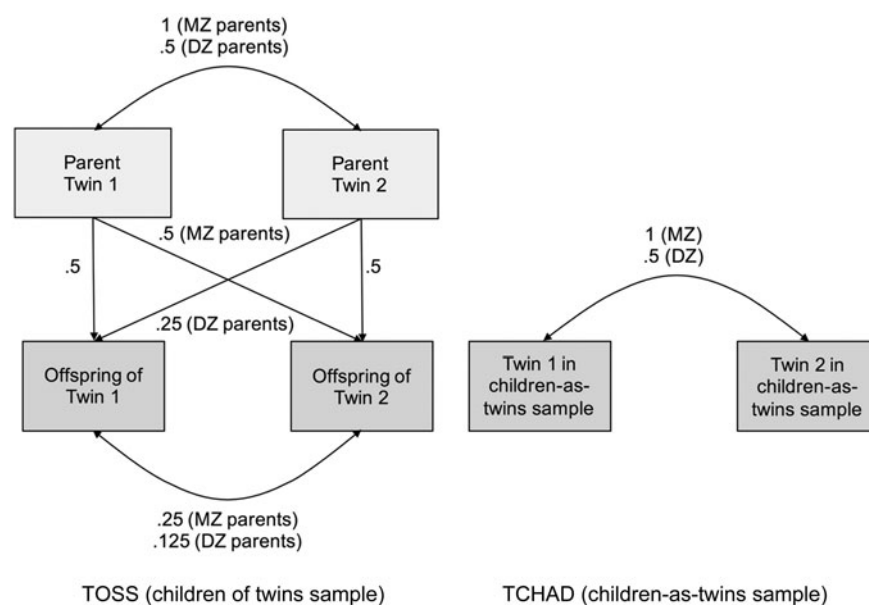 1 (MZ parents)
.5 (DZ parents)
Parent
Twin 1
Parent
Twin 2
.5 (MZ parents)
.5
.5
.25 (DZ parents)
Offspring of
Twin 1
Offspring of
Twin 2
.25 (MZ parents)
.125 (DZ parents)
TOSS (children of twins sample)
1 (MZ)
.5 (DZ)
Twin 1 in
children-as-
twins sample
Twin 2 in
children-as-
twins sample
TCHAD (children-as-twins sample)